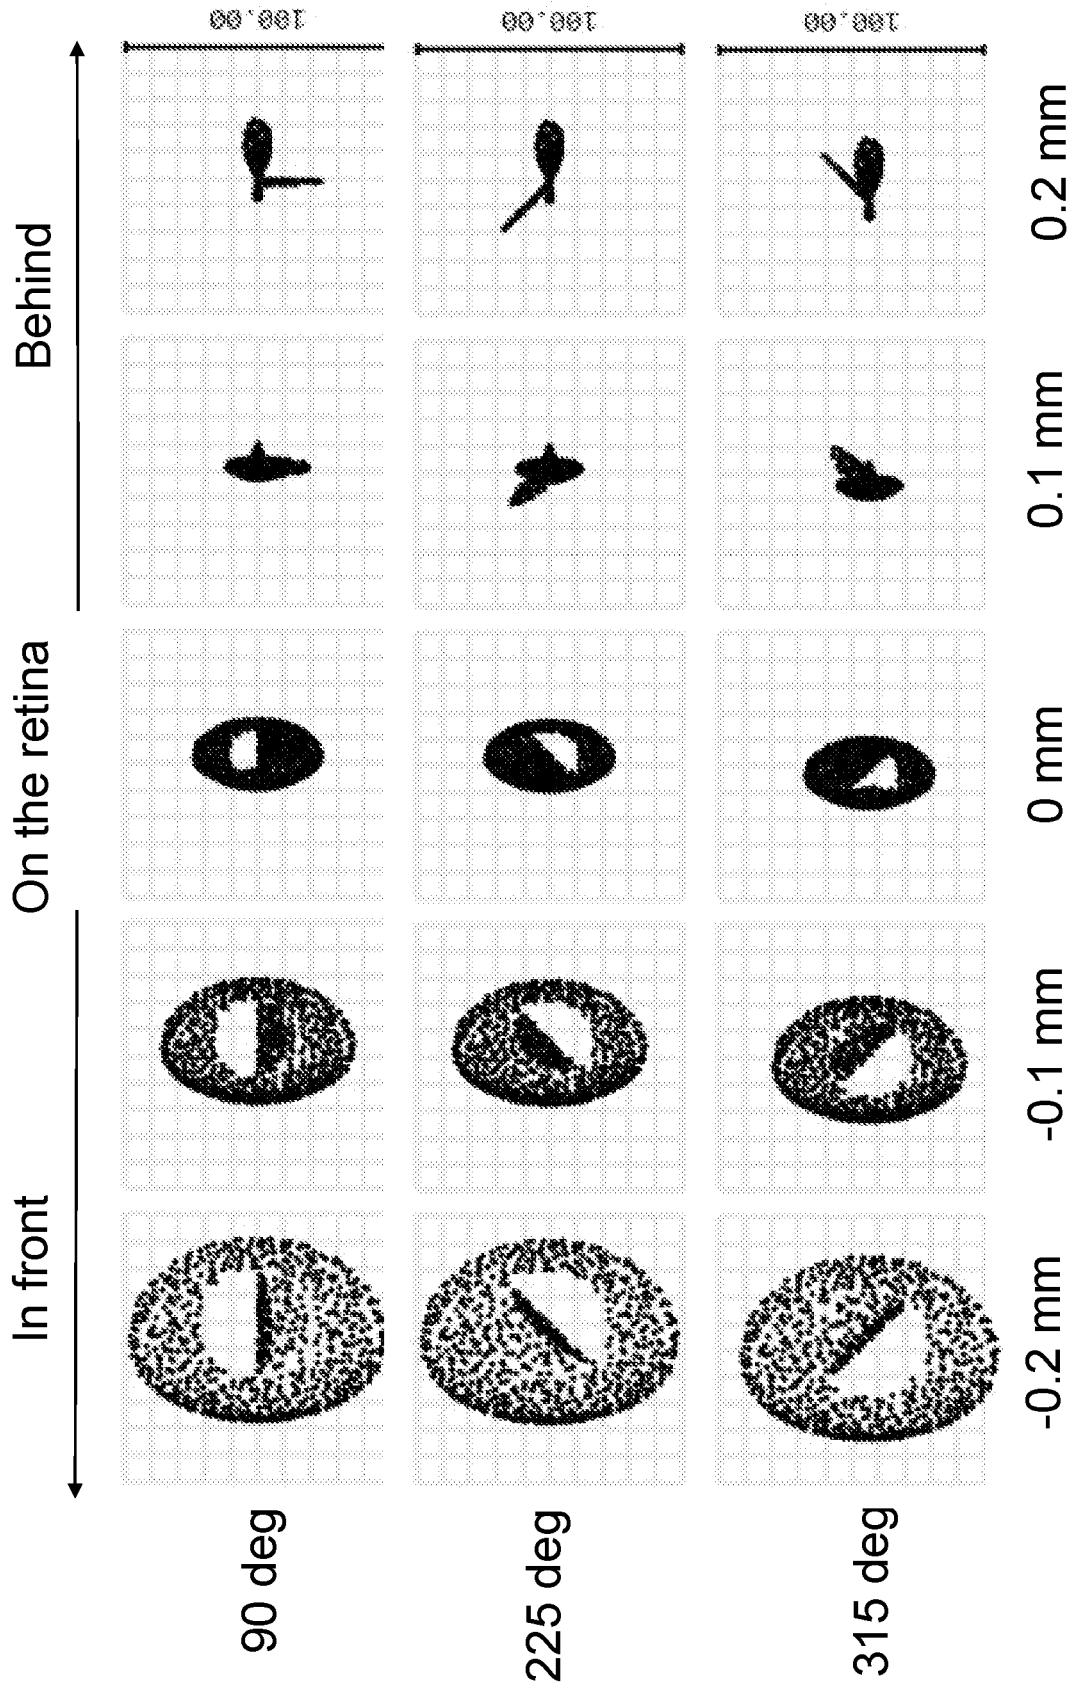 In front
On the retina
Behind
90 deg
100.00
225 deg
100.00
315 deg
100.00
-0.2 mm
-0.1 mm
0 mm
0.1 mm
0.2 mm